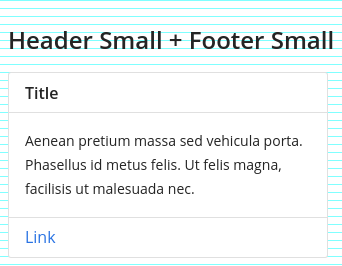 Header Small + Footer Small
Title
Aenean pretium massa sed vehicula porta.
Phasellus id metus felis. Ut felis magna,
facilisis ut malesuada nec.
Link